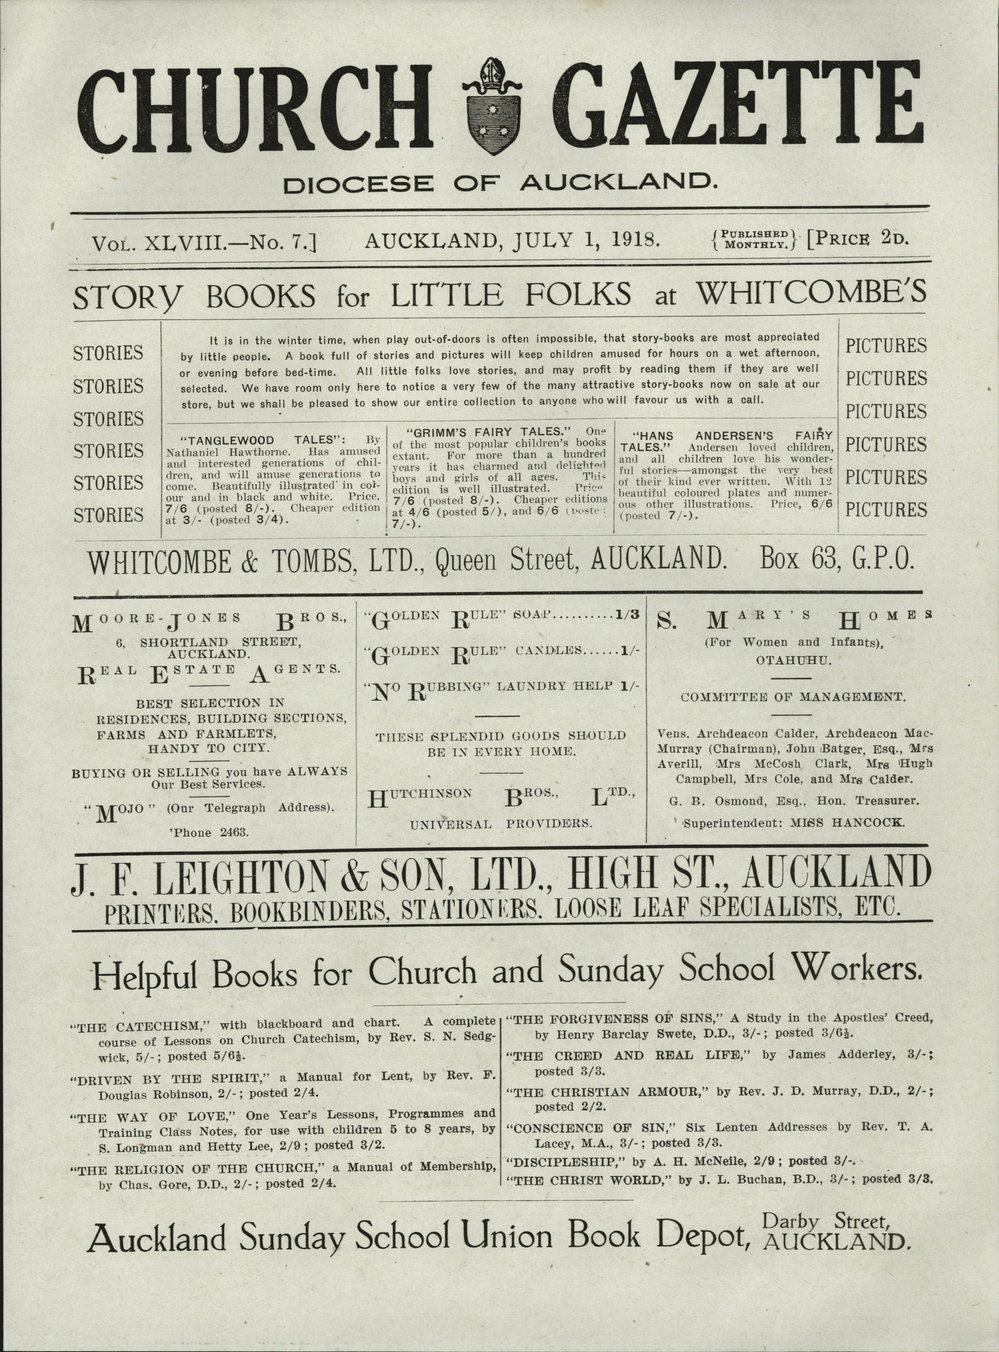 CHURCH GAZETTE
DIOCESE OF AUCKLAND.
VOL. XLVIII.—No. 7.] AUCKLAND, JULY 1, 1918. {PUBLISHED MONTHLY.} [PRICE 2D.
STORY BOOKS for LITTLE FOLKS at WHITCOMBE'S
STORIES
STORIES
STORIES
STORIES
STORIES
STORIES
It is in the winter time, when play out-of-doors is often impossible, that story-books are most appreciated
by little people. A book full of stories and pictures will keep children amused for hours on a wet afternoon,
or evening before bed-time. All little folks love stories, and may profit by reading them if they are well
selected. We have room only here to notice a very few of the many attractive story-books now on sale at our
store, but we shall be pleased to show our entire collection to anyone who will favour us with a call.
"TANGLEWOOD TALES": By
Nathaniel Hawthorne. Has amused
and interested generations of chil-
dren, and will amuse generations to
come. Beautifully illustrated in col-
our and in black and white. Price,
7/6 (posted 8/-). Cheaper edition
at 3/- (posted 3/4).
"GRIMM'S FAIRY TALES." One
of the most popular children's books
extant. For more than a hundred
years it has charmed and delighted
boys and girls of all ages. This
edition is well illustrated. Price
7/6 (posted 8/-). Cheaper editions
at 4/6 (posted 5/), and 6/6 (posted
7/-).
"HANS ANDERSEN'S FAIRY
TALES." Andersen loved children,
and all children love his wonder-
ful stories—amongst the very best
of their kind ever written. With 12
beautiful coloured plates and numer-
ous other illustrations. Price, 6/6
(posted 7/-).
PICTURES
PICTURES
PICTURES
PICTURES
PICTURES
PICTURES
WHITCOMBE & TOMBS, LTD., Queen Street, AUCKLAND. Box 63, G.P.O.
MOORE-JONES BROS.,
6, SHORTLAND STREET,
AUCKLAND.
REAL ESTATE AGENTS.
BEST SELECTION IN
RESIDENCES, BUILDING SECTIONS,
FARMS AND FARMLETS,
HANDY TO CITY.
BUYING OR SELLING you have ALWAYS
Our Best Services.
"MOJO" (Our Telegraph Address).
'Phone 2463.
"GOLDEN RULE" SOAP..........1/3
"GOLDEN RULE" CANDLES......1/-
"NO RUBBING" LAUNDRY HELP 1/-
THESE SPLENDID GOODS SHOULD
BE IN EVERY HOME.
HUTCHINSON BROS., LTD.,
UNIVERSAL PROVIDERS.
S. MARY'S HOMES
(For Women and Infants),
OTAHUHU.
COMMITTEE OF MANAGEMENT.
Vens. Archdeacon Calder, Archdeacon Mac-
Murray (Chairman), John Batger, Esq., Mrs
Averill, Mrs McCosh Clark, Mrs Hugh
Campbell, Mrs Cole, and Mrs Calder.
G. B. Osmond, Esq., Hon. Treasurer.
Superintendent: MISS HANCOCK.
J. F. LEIGHTON & SON, LTD., HIGH ST., AUCKLAND
PRINTERS. BOOKBINDERS, STATIONERS. LOOSE LEAF SPECIALISTS, ETC.
Helpful Books for Church and Sunday School Workers.
"THE CATECHISM," with blackboard and chart. A complete
course of Lessons on Church Catechism, by Rev. S. N. Sedg-
wick, 5/-; posted 5/6½.
"DRIVEN BY THE SPIRIT," a Manual for Lent, by Rev. F.
Douglas Robinson, 2/-; posted 2/4.
"THE WAY OF LOVE," One Year's Lessons, Programmes and
Training Class Notes, for use with children 5 to 8 years, by
S. Longman and Hetty Lee, 2/9; posted 3/2.
"THE RELIGION OF THE CHURCH," a Manual of Membership,
by Chas. Gore, D.D., 2/-; posted 2/4.
"THE FORGIVENESS OF SINS," A Study in the Apostles' Creed,
by Henry Barclay Swete, D.D., 3/-; posted 3/6½.
"THE CREED AND REAL LIFE," by James Adderley, 3/-;
posted 3/3.
"THE CHRISTIAN ARMOUR," by Rev. J. D. Murray, D.D., 2/-;
posted 2/2.
"CONSCIENCE OF SIN," Six Lenten Addresses by Rev. T. A.
Lacey, M.A., 3/-; posted 3/3.
"DISCIPLESHIP," by A. H. McNeile, 2/9; posted 3/-.
"THE CHRIST WORLD," by J. L. Buchan, B.D., 3/-; posted 3/3.
Auckland Sunday School Union Book Depot, Darby Street, AUCKLAND.